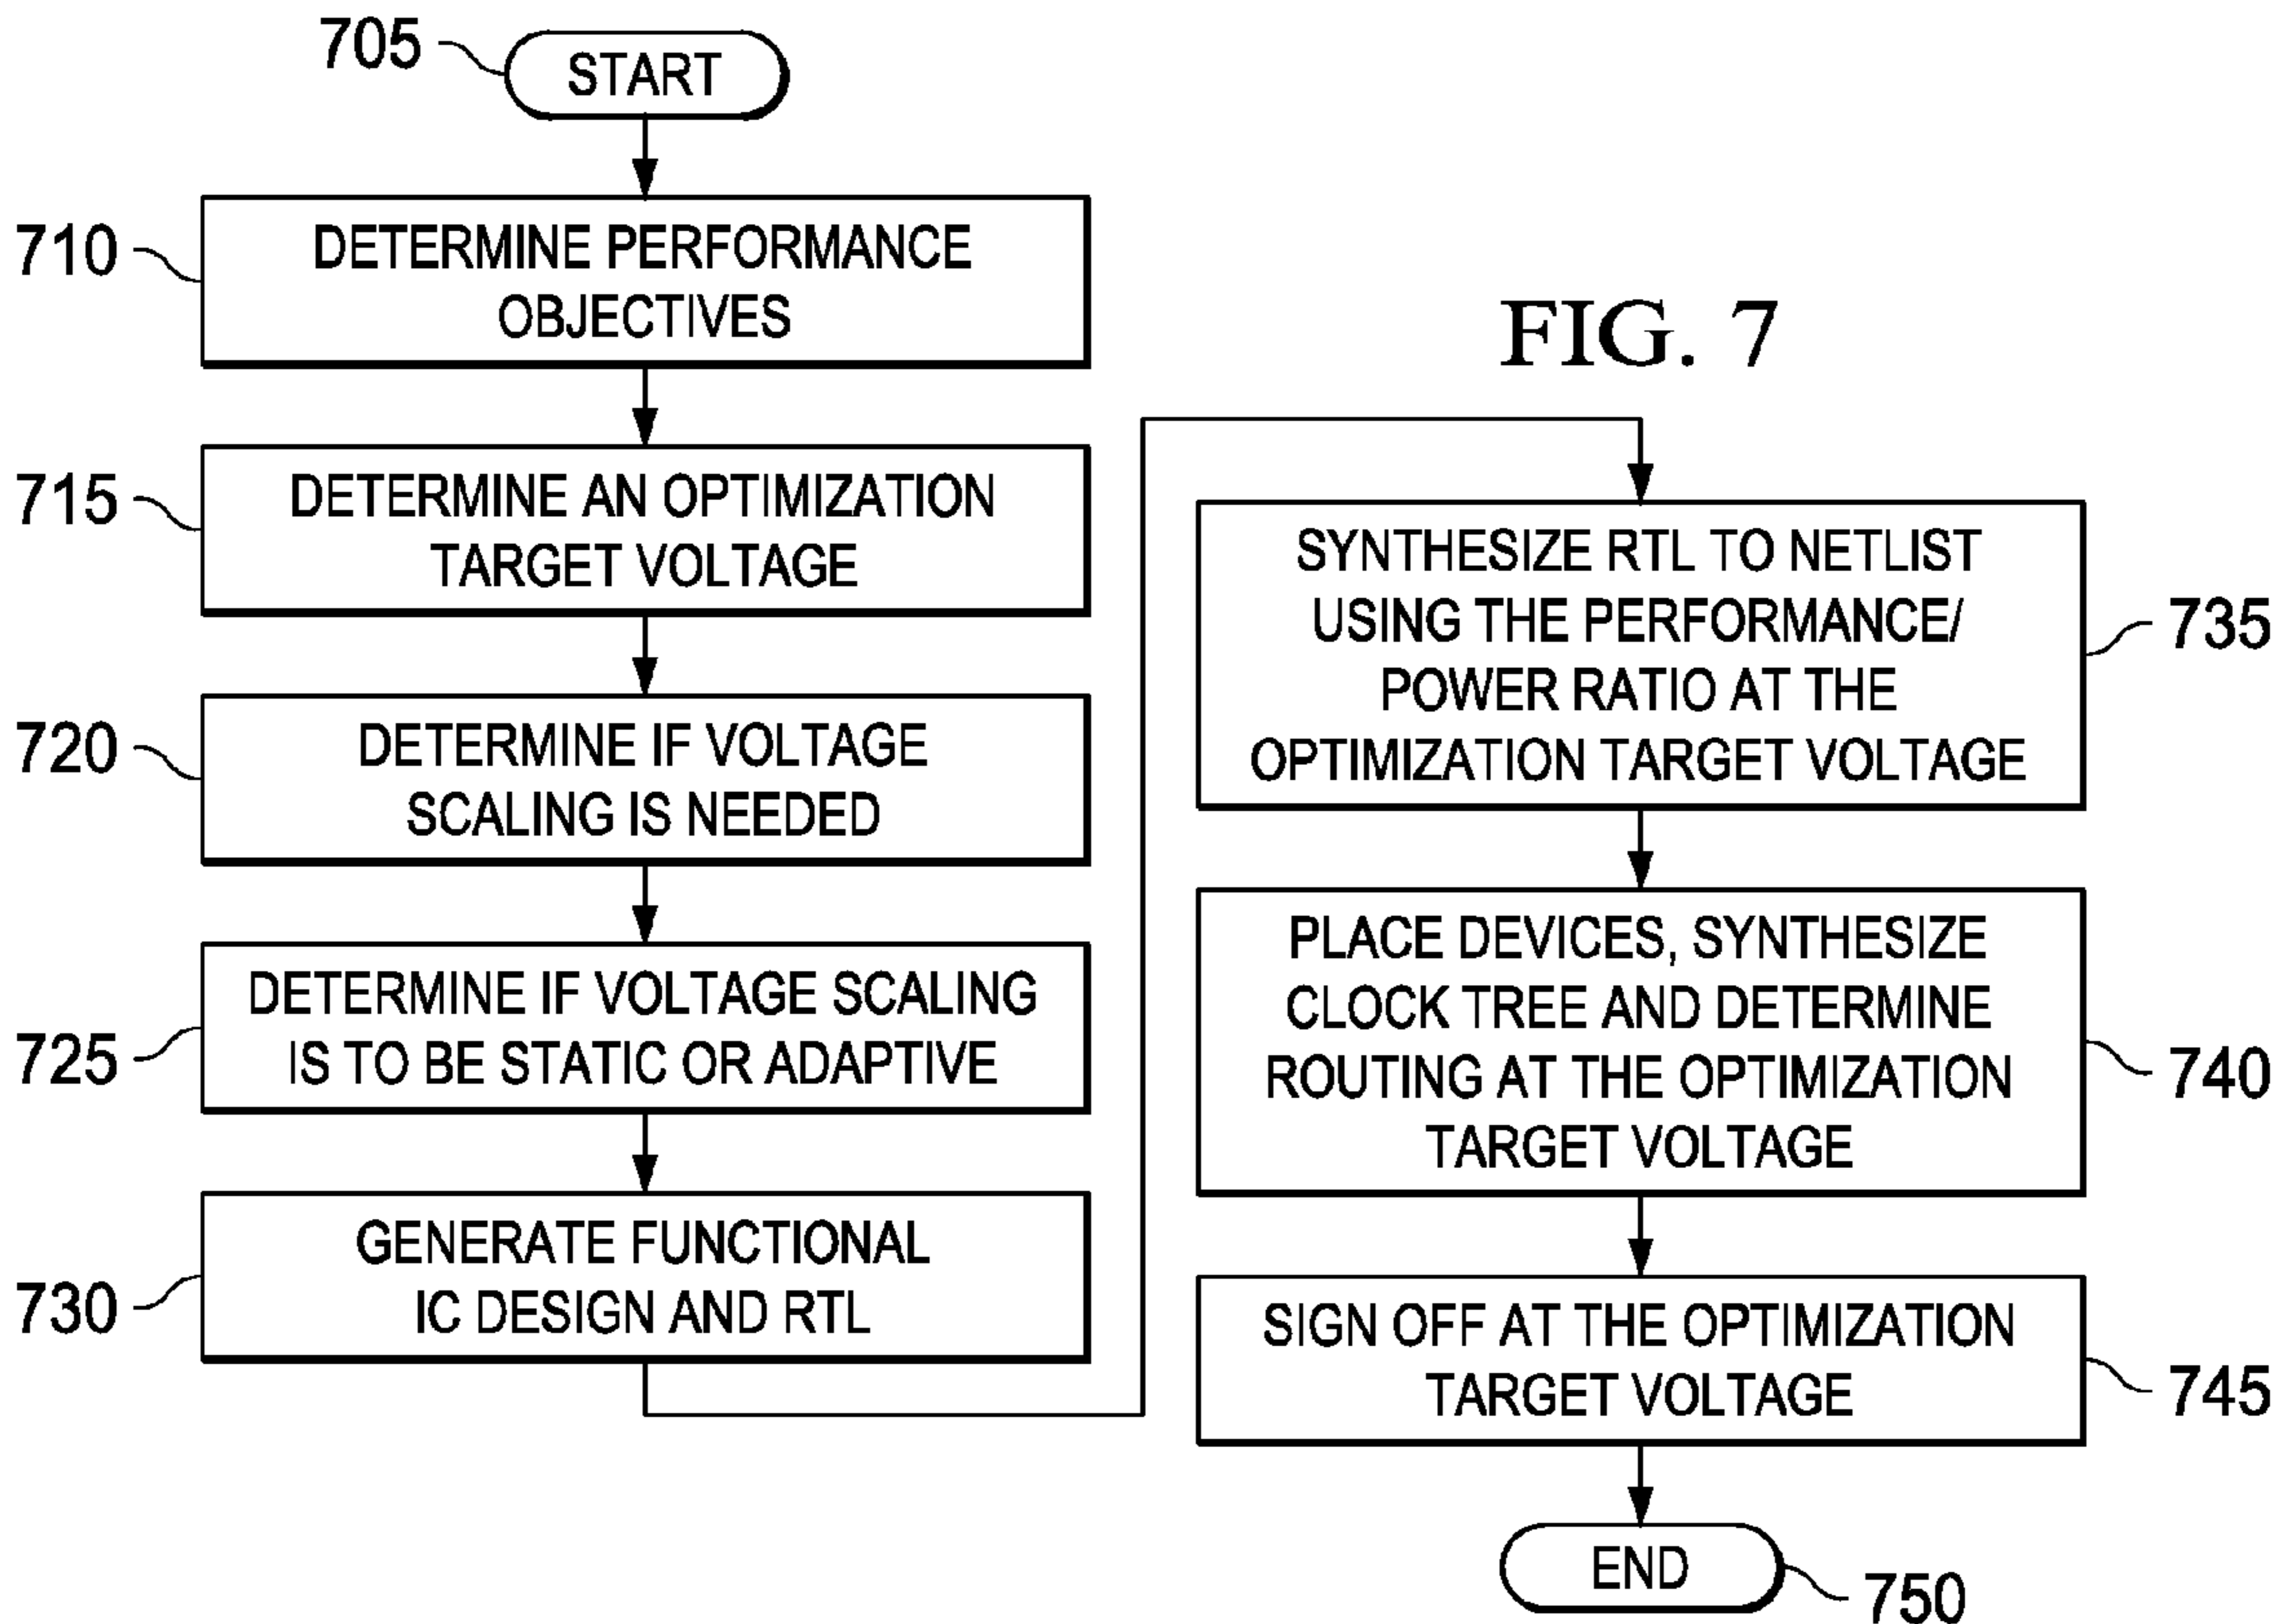 705
START
710
DETERMINE PERFORMANCE
OBJECTIVES
715
DETERMINE AN OPTIMIZATION
TARGET VOLTAGE
720
DETERMINE IF VOLTAGE
SCALING IS NEEDED
725
DETERMINE IF VOLTAGE SCALING
IS TO BE STATIC OR ADAPTIVE
730
GENERATE FUNCTIONAL
IC DESIGN AND RTL
FIG. 7
SYNTHESIZE RTL TO NETLIST
USING THE PERFORMANCE/
POWER RATIO AT THE
OPTIMIZATION TARGET VOLTAGE
735
PLACE DEVICES, SYNTHESIZE
CLOCK TREE AND DETERMINE
ROUTING AT THE OPTIMIZATION
TARGET VOLTAGE
740
SIGN OFF AT THE OPTIMIZATION
TARGET VOLTAGE
745
END
750